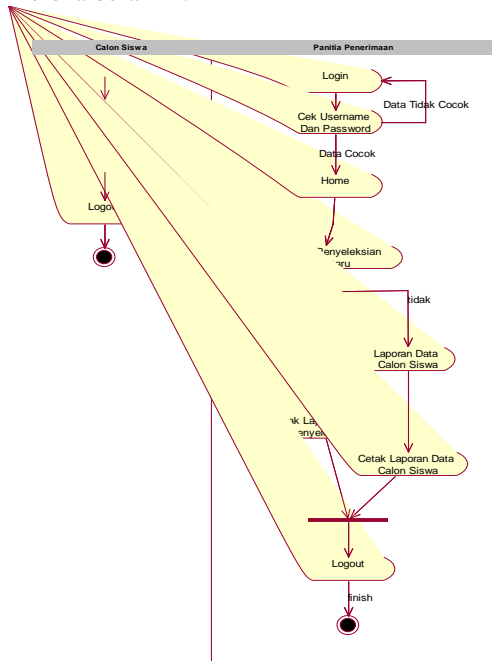 Calon Siswa
Panitia Penerimaan
Login
Data Tidak Cocok
Cek Username
Dan Password
Data Cocok
Home
Penyeleksian
tidak
Laporan Data
Calon Siswa
Cetak Laporan Data
Calon Siswa
Logout
finish